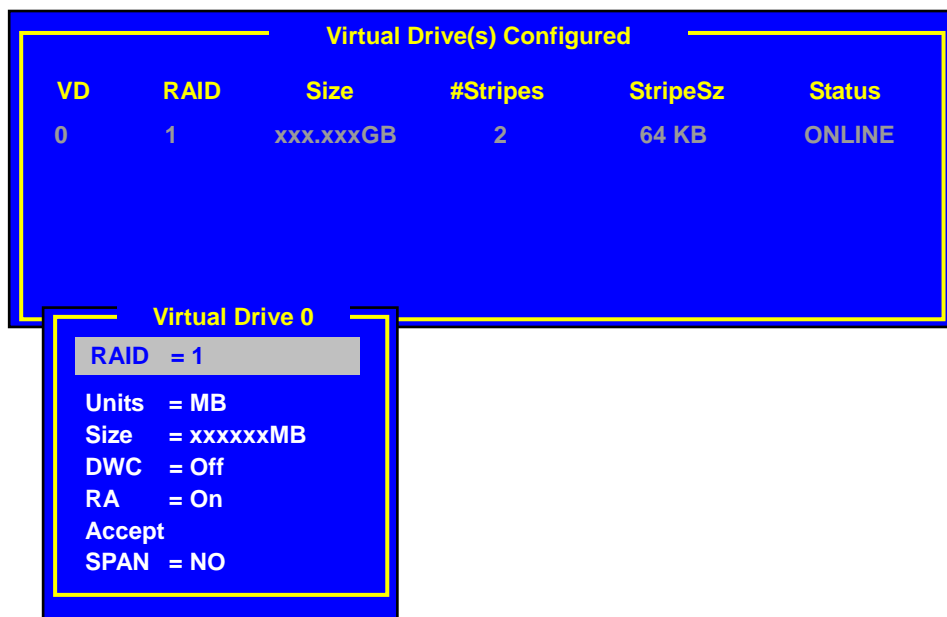 Virtual Drive(s) Configured
VD RAID Size #Stripes StripeSz Status
0 1 xxx.xxxGB 2 64 KB ONLINE
Virtual Drive 0
RAID = 1
Units = MB
Size = xxxxxxMB
DWC = Off
RA = On
Accept
SPAN = NO